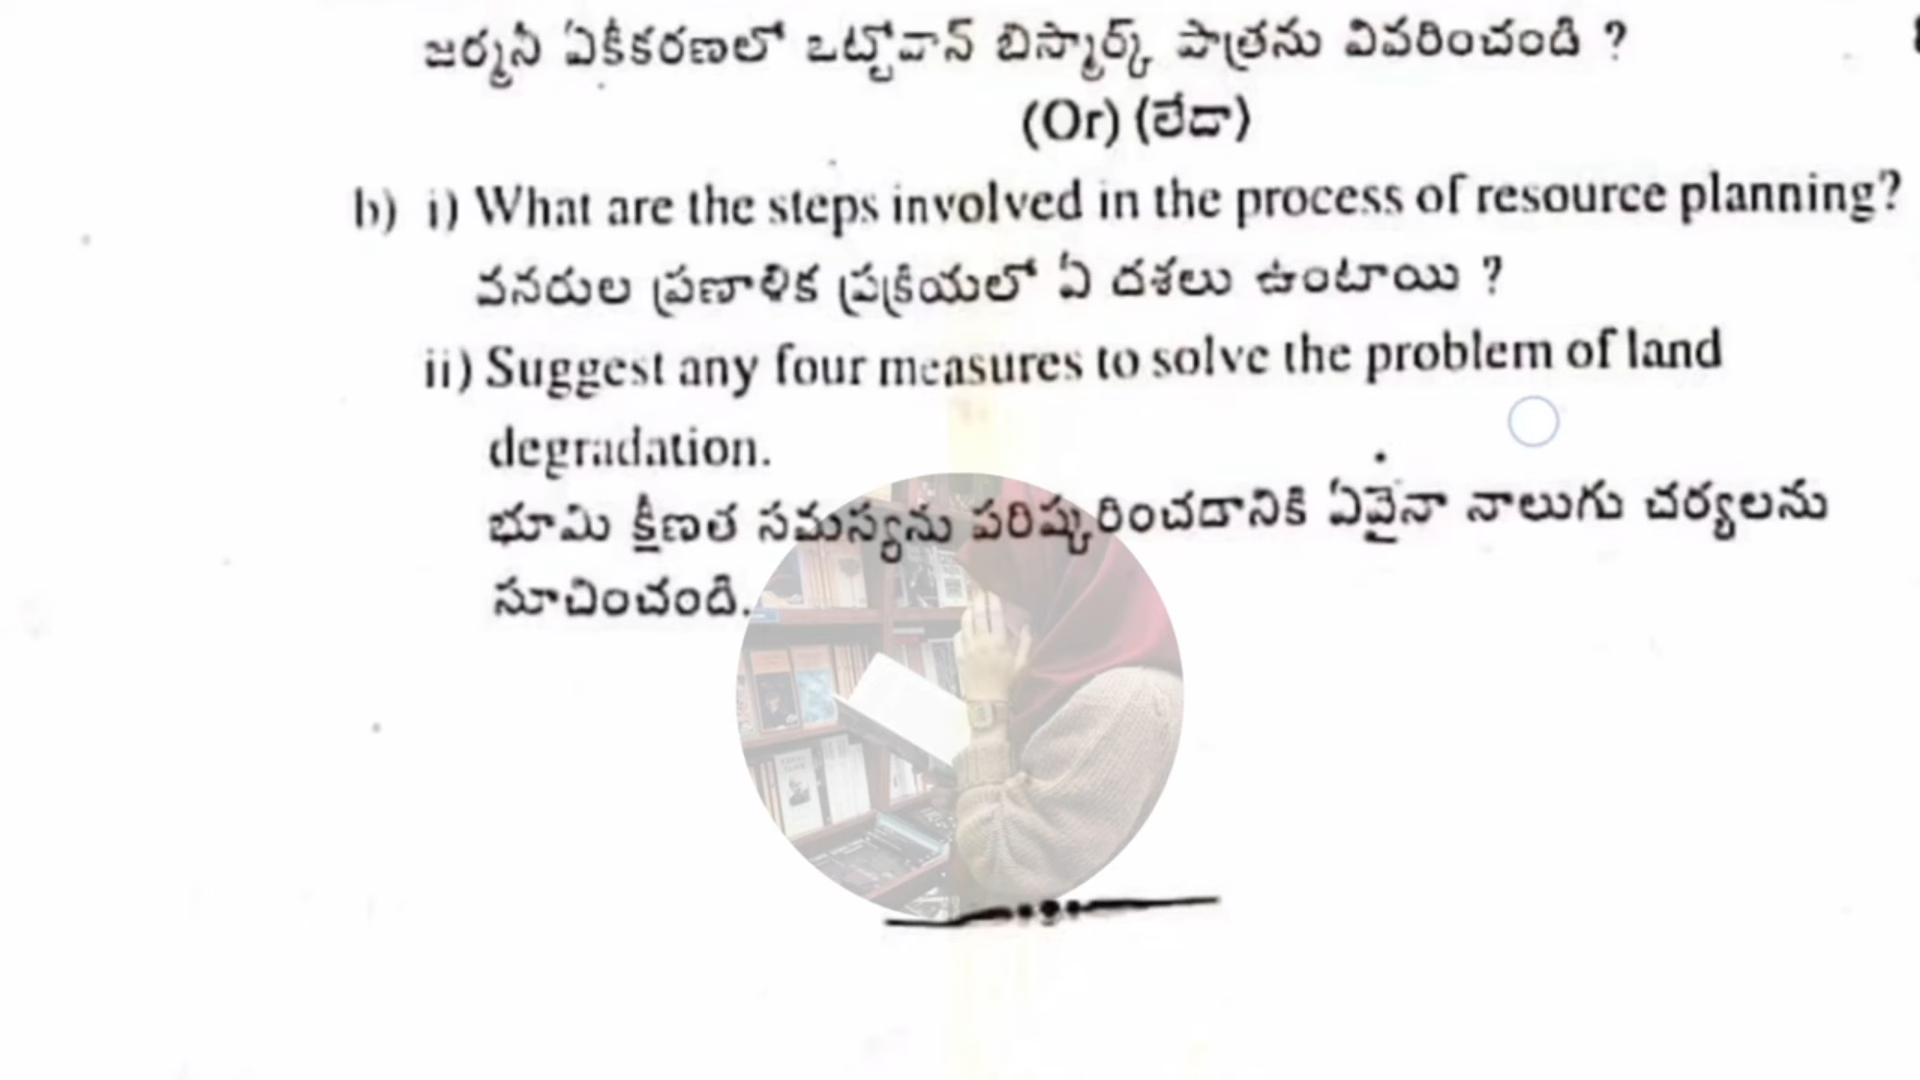 జర్మనీ ఏకీకరణలో ఒట్టోవాన్ బిస్మార్క్ పాత్రను వివరించండి ?
(Or) (లేదా)
b) i) What are the steps involved in the process of resource planning?
వనరుల ప్రణాళిక ప్రక్రియలో ఏ దశలు ఉంటాయి ?
ii) Suggest any four measures to solve the problem of land
degradation.
భూమి క్షీణత సమస్యను పరిష్కరించడానికి ఏవైనా నాలుగు చర్యలను
సూచించండి.